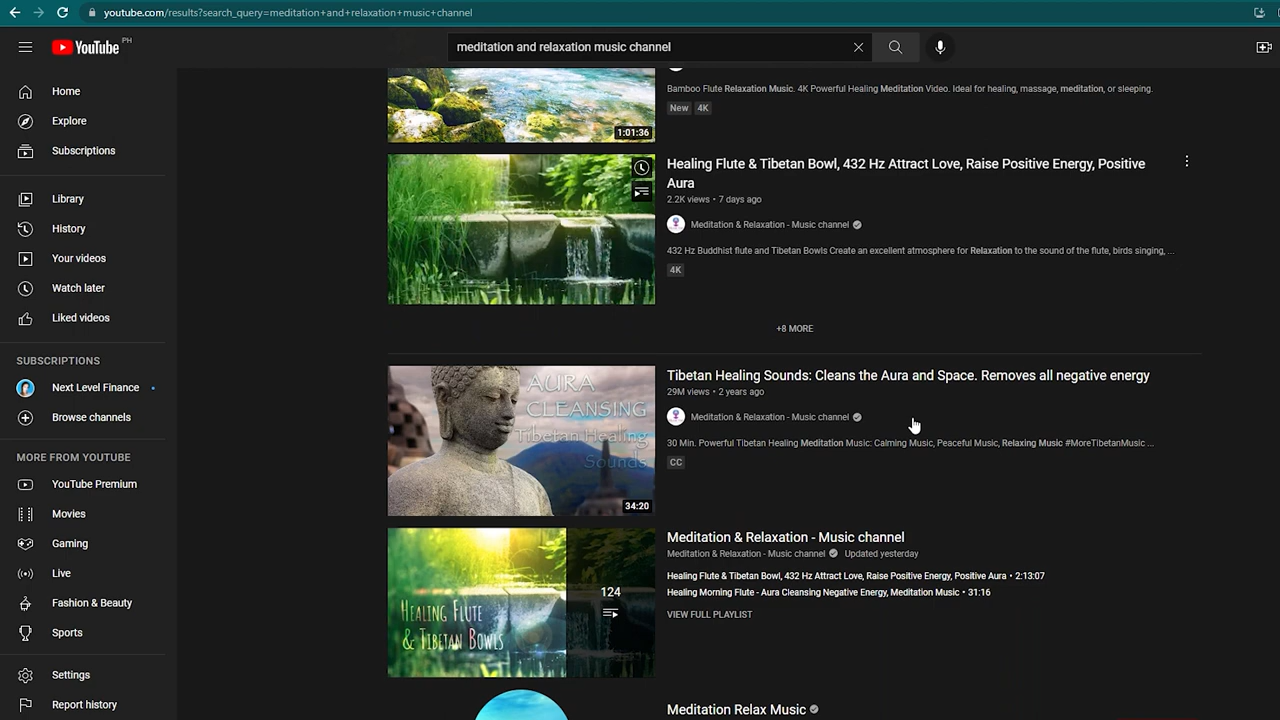 youtube.com/results?search_query=meditation+and+relaxation+music+channel
YouTube PH
meditation and relaxation music channel
Home
Explore
Subscriptions
Library
History
Your videos
Watch later
Liked videos
SUBSCRIPTIONS
Next Level Finance
Browse channels
MORE FROM YOUTUBE
YouTube Premium
Movies
Gaming
Live
Fashion & Beauty
Sports
Settings
Report history
1:01:36
Bamboo Flute Relaxation Music. 4K Powerful Healing Meditation Video. Ideal for healing, massage, meditation, or sleeping.
New 4K
Healing Flute & Tibetan Bowl, 432 Hz Attract Love, Raise Positive Energy, Positive
Aura
2.2K views • 7 days ago
Meditation & Relaxation - Music channel
432 Hz Buddhist flute and Tibetan Bowls Create an excellent atmosphere for Relaxation to the sound of the flute, birds singing, ...
4K
+8 MORE
AURA
CLEANSING
Tibetan Healing
Sounds
34:20
Tibetan Healing Sounds: Cleans the Aura and Space. Removes all negative energy
29M views • 2 years ago
Meditation & Relaxation - Music channel
30 Min. Powerful Tibetan Healing Meditation Music: Calming Music, Peaceful Music, Relaxing Music #MoreTibetanMusic ...
CC
HEALING FLUTE
& TIBETAN BOWLS
124
Meditation & Relaxation - Music channel
Meditation & Relaxation - Music channel Updated yesterday
Healing Flute & Tibetan Bowl, 432 Hz Attract Love, Raise Positive Energy, Positive Aura • 2:13:07
Healing Morning Flute - Aura Cleansing Negative Energy, Meditation Music • 31:16
VIEW FULL PLAYLIST
Meditation Relax Music